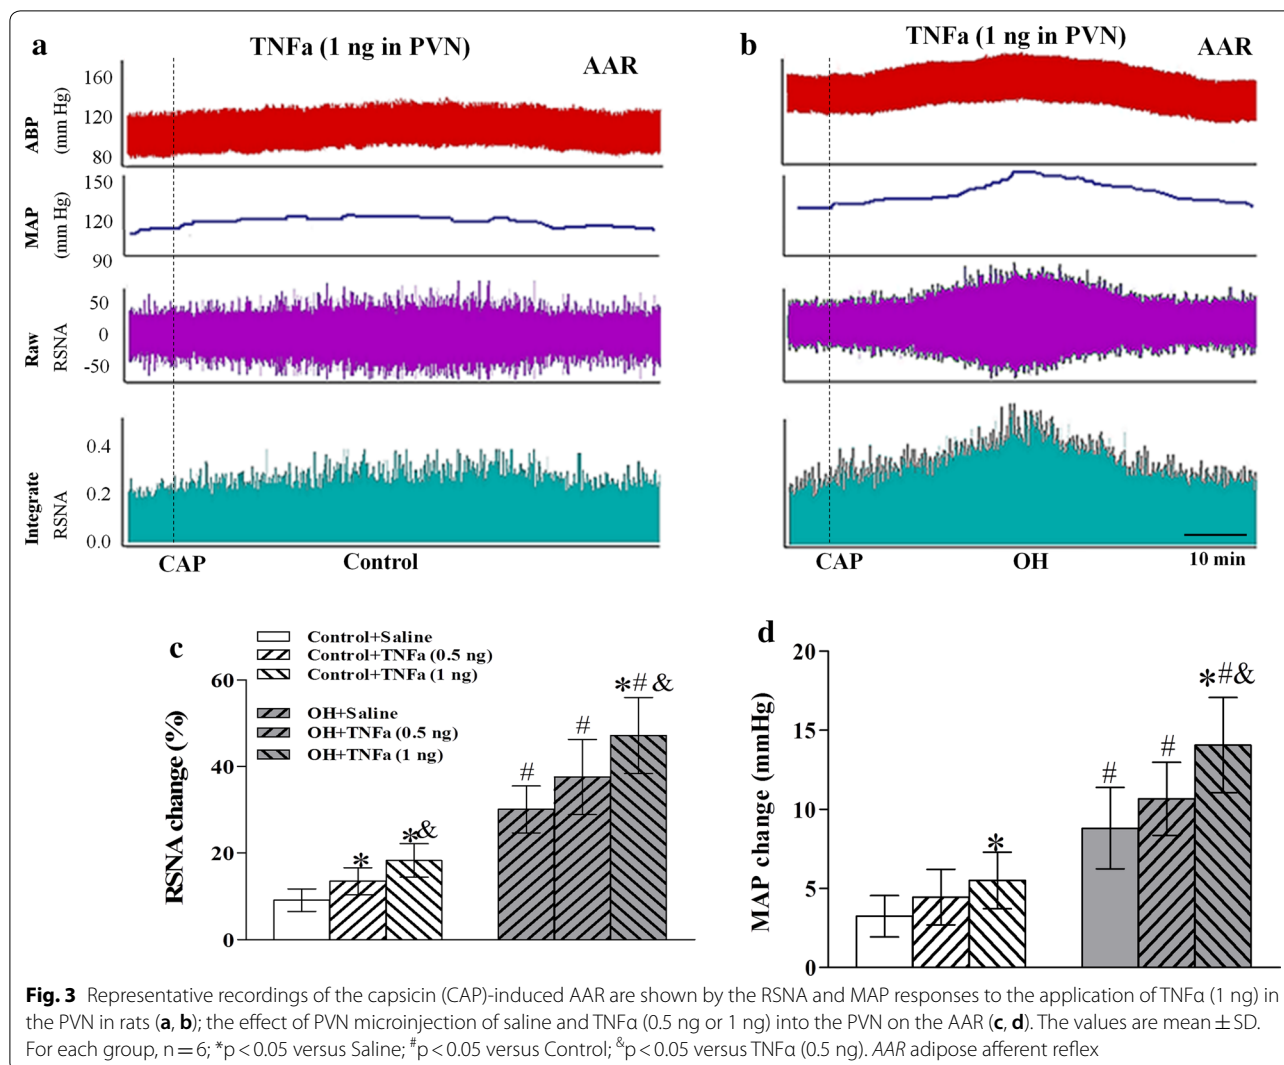 a
TNFa (1 ng in PVN)
AAR
b
TNFa (1 ng in PVN)
AAR
ABP
(mm Hg)
160
120
80
MAP
(mm Hg)
150
120
90
Raw
RSNA
50
0
-50
Integrate
RSNA
0.4
0.2
0.0
CAP
Control
CAP
OH
10 min
c
Control+Saline
Control+TNFa (0.5 ng)
Control+TNFa (1 ng)
OH+Saline
OH+TNFa (0.5 ng)
OH+TNFa (1 ng)
RSNA change (%)
60
40
20
0
*
*&
#
#
*#&
d
MAP change (mmHg)
20
15
10
5
0
*
#
#
*#&
Fig. 3 Representative recordings of the capsicin (CAP)-induced AAR are shown by the RSNA and MAP responses to the application of TNFα (1 ng) in
the PVN in rats (a, b); the effect of PVN microinjection of saline and TNFα (0.5 ng or 1 ng) into the PVN on the AAR (c, d). The values are mean ± SD.
For each group, n = 6; *p < 0.05 versus Saline; #p < 0.05 versus Control; &p < 0.05 versus TNFα (0.5 ng). AAR adipose afferent reflex